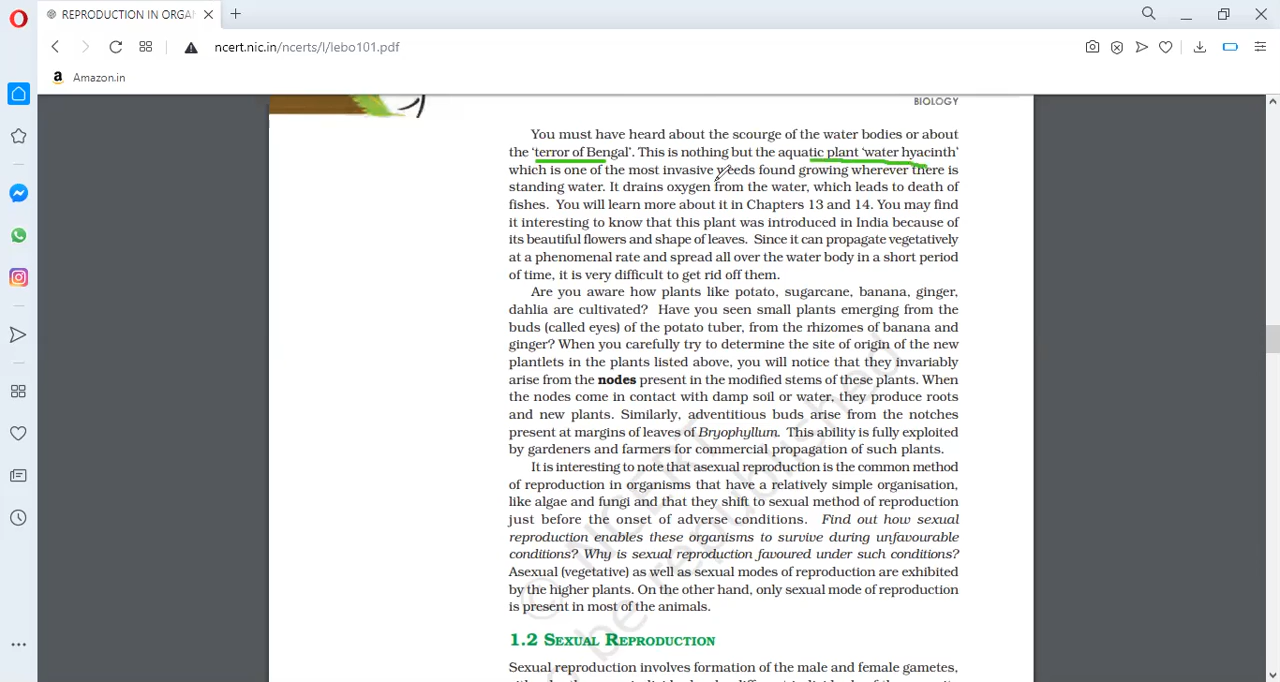 REPRODUCTION IN ORGA
ncert.nic.in/ncerts/l/lebo101.pdf
a Amazon.in
BIOLOGY
You must have heard about the scourge of the water bodies or about
the ‘terror of Bengal’. This is nothing but the aquatic plant ‘water hyacinth’
which is one of the most invasive weeds found growing wherever there is
standing water. It drains oxygen from the water, which leads to death of
fishes. You will learn more about it in Chapters 13 and 14. You may find
it interesting to know that this plant was introduced in India because of
its beautiful flowers and shape of leaves. Since it can propagate vegetatively
at a phenomenal rate and spread all over the water body in a short period
of time, it is very difficult to get rid off them.
Are you aware how plants like potato, sugarcane, banana, ginger,
dahlia are cultivated? Have you seen small plants emerging from the
buds (called eyes) of the potato tuber, from the rhizomes of banana and
ginger? When you carefully try to determine the site of origin of the new
plantlets in the plants listed above, you will notice that they invariably
arise from the nodes present in the modified stems of these plants. When
the nodes come in contact with damp soil or water, they produce roots
and new plants. Similarly, adventitious buds arise from the notches
present at margins of leaves of Bryophyllum. This ability is fully exploited
by gardeners and farmers for commercial propagation of such plants.
It is interesting to note that asexual reproduction is the common method
of reproduction in organisms that have a relatively simple organisation,
like algae and fungi and that they shift to sexual method of reproduction
just before the onset of adverse conditions. Find out how sexual
reproduction enables these organisms to survive during unfavourable
conditions? Why is sexual reproduction favoured under such conditions?
Asexual (vegetative) as well as sexual modes of reproduction are exhibited
by the higher plants. On the other hand, only sexual mode of reproduction
is present in most of the animals.
© NCERT
be republished
1.2 SEXUAL REPRODUCTION
Sexual reproduction involves formation of the male and female gametes,